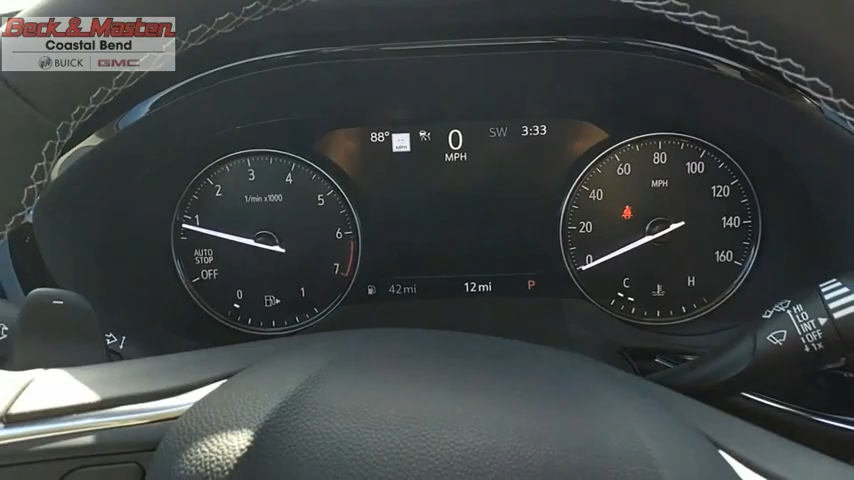 Beck & Masten
Coastal Bend
BUICK | GMC
88° MPH 0 SW 3:33
MPH
1/min x1000
1 2 3 4 5 6 7
AUTO
STOP
OFF
0 1
42 mi 12 mi P
0 20 40 60 80 100 120 140 160
MPH
C H
HI
LO
INT
OFF
1x